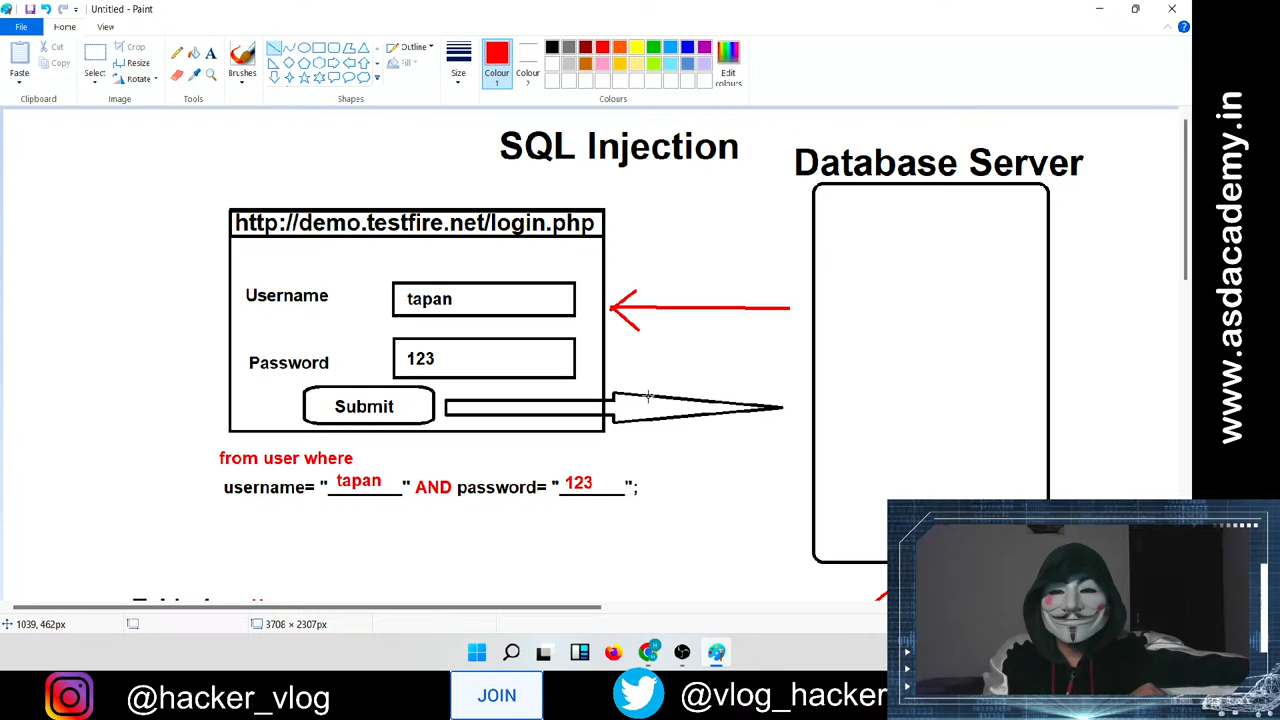 Untitled - Paint
File
Home
View
Paste
Cut
Copy
Clipboard
Select
Crop
Resize
Rotate
Image
A
Tools
Brushes
Outline
Fill
Shapes
Size
Colour
1
Colour
2
Edit
colours
Colours
SQL Injection
Database Server
http://demo.testfire.net/login.php
Username
tapan
Password
123
Submit
from user where
username= "_tapan_" AND password= "_123_";
1039, 462px
3708 × 2307px
www.asdacademy.in
@hacker_vlog
JOIN
@vlog_hacker